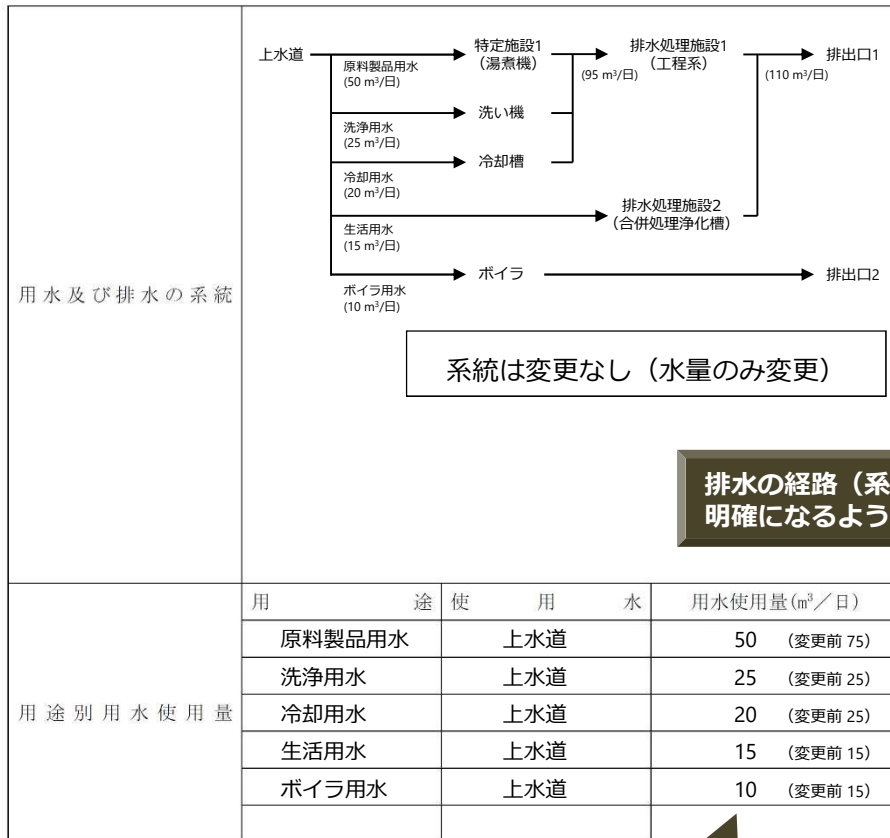 用水及び排水の系統
上水道
原料製品用水
(50 m³/日)
特定施設1
（湯煮機）
(95 m³/日)
排水処理施設1
（工程系）
(110 m³/日)
排出口1
洗浄用水
(25 m³/日)
洗い機
冷却用水
(20 m³/日)
冷却槽
生活用水
(15 m³/日)
排水処理施設2
（合併処理浄化槽）
ボイラ用水
(10 m³/日)
ボイラ
排出口2
系統は変更なし（水量のみ変更）
排水の経路（系
明確になるよう
用途別用水使用量
用途 使用水 用水使用量(m³／日)
原料製品用水 上水道 50 （変更前 75）
洗浄用水 上水道 25 （変更前 25）
冷却用水 上水道 20 （変更前 25）
生活用水 上水道 15 （変更前 15）
ボイラ用水 上水道 10 （変更前 15）